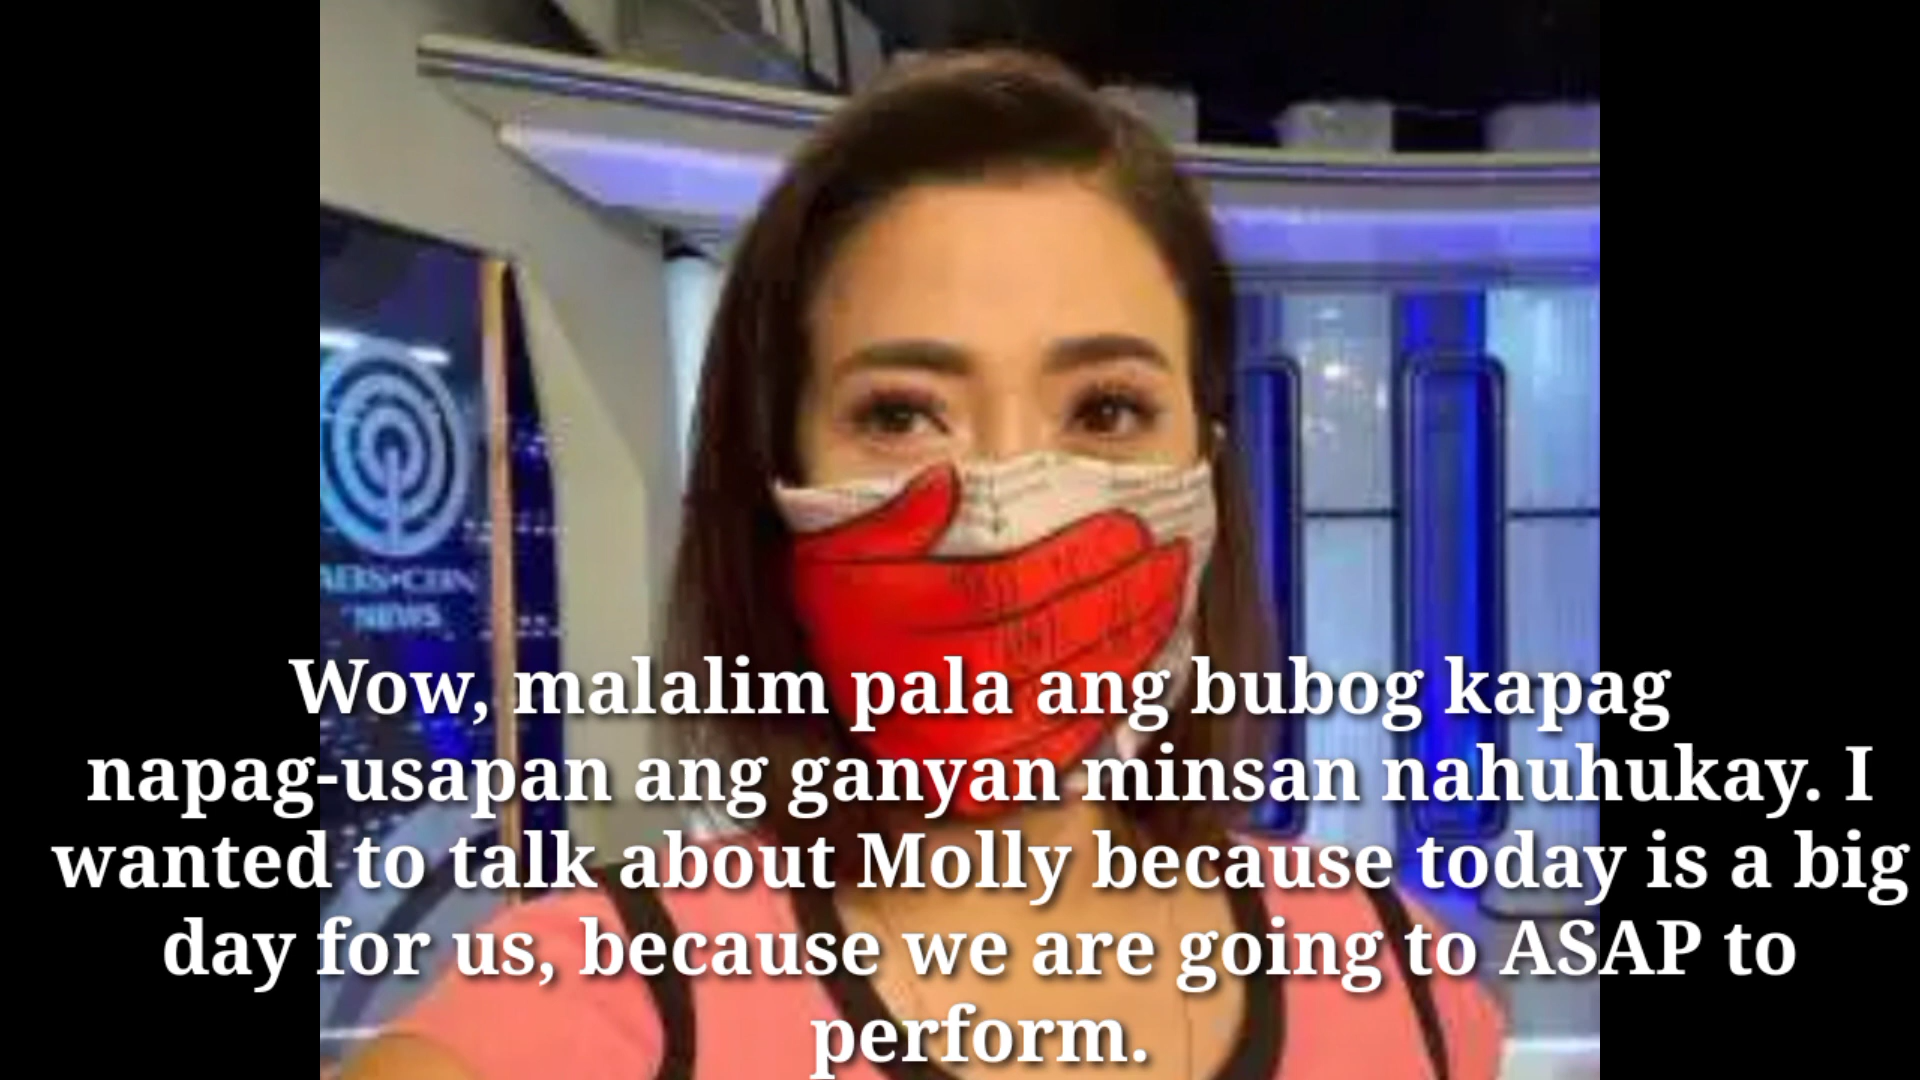 ABS-CBN
NEWS
Wow, malalim pala ang bubog kapag
napag-usapan ang ganyan minsan nahuhukay. I
wanted to talk about Molly because today is a big
day for us, because we are going to ASAP to
perform.